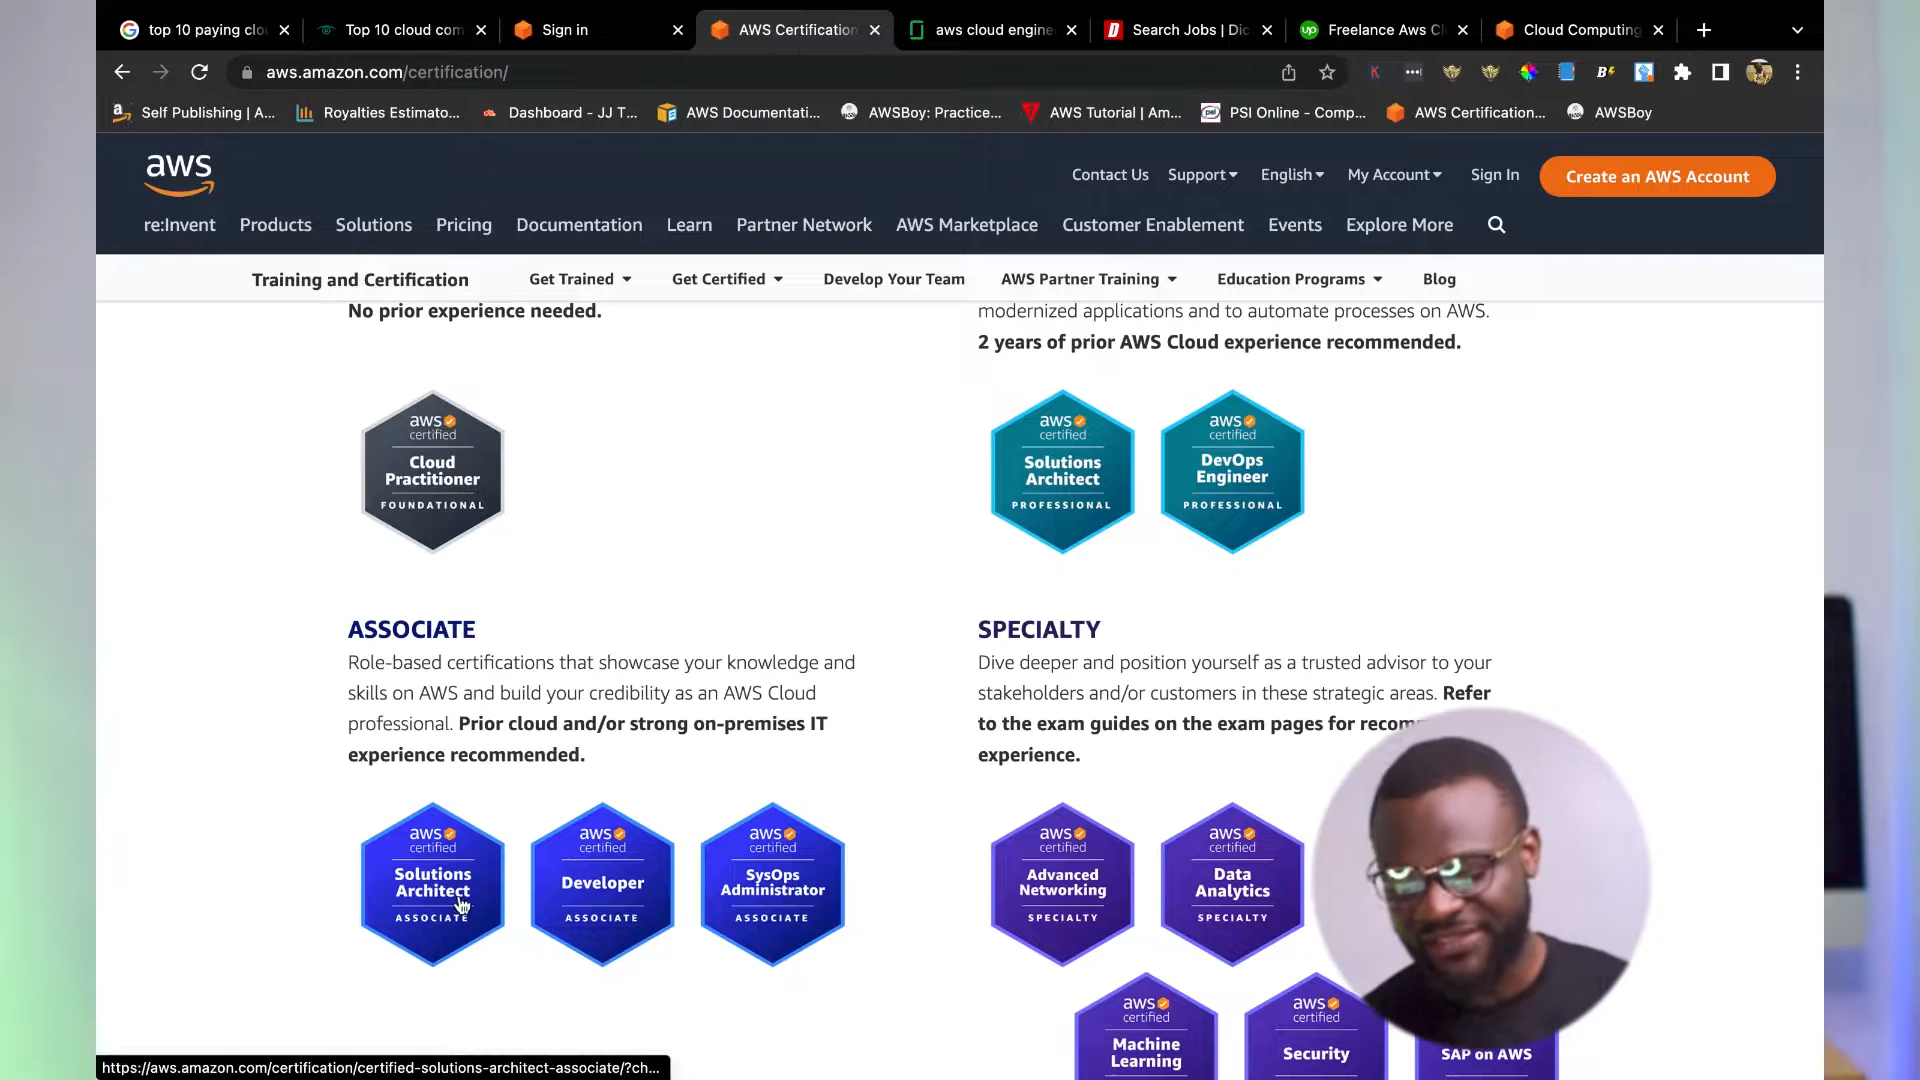 top 10 paying clo
Top 10 cloud com
Sign in
AWS Certification
aws cloud engine
Search Jobs | Dic
Freelance Aws Cl
Cloud Computing
aws.amazon.com/certification/
Self Publishing | A...
Royalties Estimato...
Dashboard - JJ T...
AWS Documentati...
AWSBoy: Practice...
AWS Tutorial | Am...
PSI Online - Comp...
AWS Certification...
AWSBoy
aws
Contact Us
Support
English
My Account
Sign In
Create an AWS Account
re:Invent
Products
Solutions
Pricing
Documentation
Learn
Partner Network
AWS Marketplace
Customer Enablement
Events
Explore More
Training and Certification
Get Trained
Get Certified
Develop Your Team
AWS Partner Training
Education Programs
Blog
No prior experience needed.
modernized applications and to automate processes on AWS.
2 years of prior AWS Cloud experience recommended.
aws
certified
Cloud
Practitioner
FOUNDATIONAL
aws
certified
Solutions
Architect
PROFESSIONAL
aws
certified
DevOps
Engineer
PROFESSIONAL
ASSOCIATE
Role-based certifications that showcase your knowledge and
skills on AWS and build your credibility as an AWS Cloud
professional. Prior cloud and/or strong on-premises IT
experience recommended.
SPECIALTY
Dive deeper and position yourself as a trusted advisor to your
stakeholders and/or customers in these strategic areas. Refer
to the exam guides on the exam pages for recom
experience.
aws
certified
Solutions
Architect
ASSOCIATE
aws
certified
Developer
ASSOCIATE
aws
certified
SysOps
Administrator
ASSOCIATE
aws
certified
Advanced
Networking
SPECIALTY
aws
certified
Data
Analytics
SPECIALTY
aws
certified
Machine
Learning
aws
certified
Security
SAP on AWS
https://aws.amazon.com/certification/certified-solutions-architect-associate/?ch...